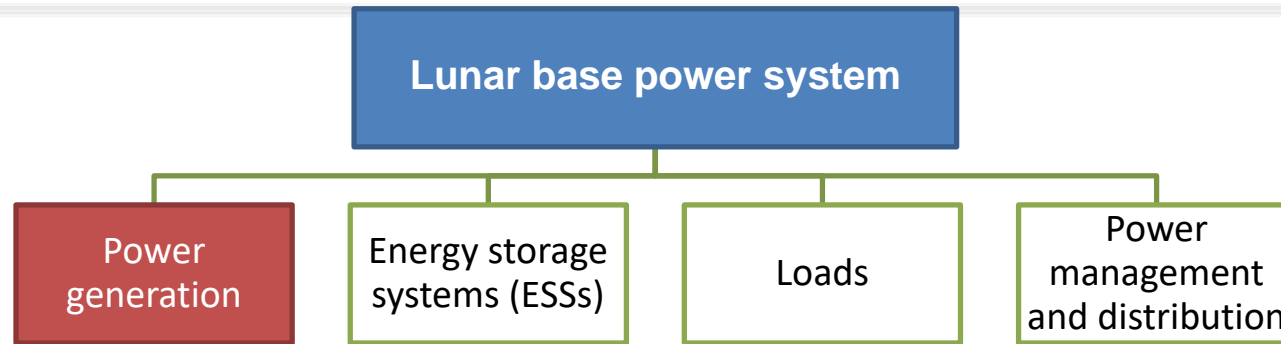 Lunar base power system
Power
generation
Energy storage
systems (ESSs)
Loads
Power
management
and distribution